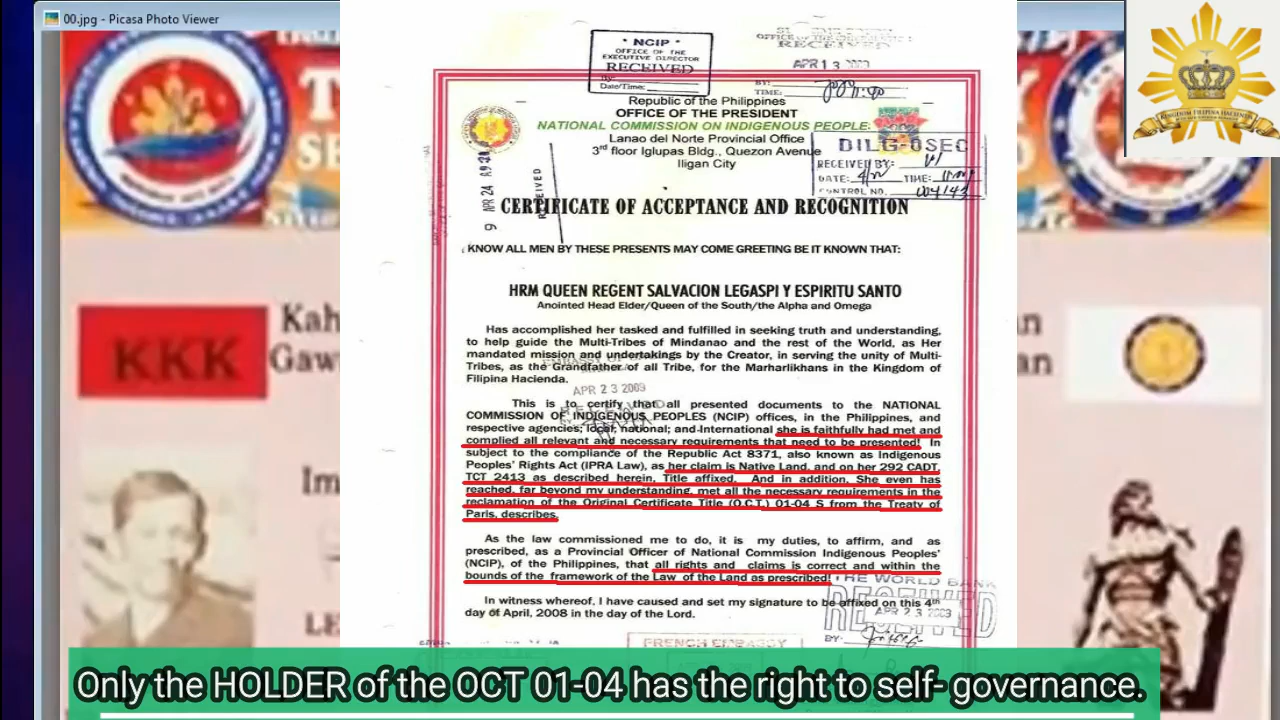 00.jpg - Picasa Photo Viewer
* NCIP *
OFFICE OF THE
EXECUTIVE DIRECTOR
RECEIVED
By:
Date/Time:
RECEIVED
APR 13 2009
BY:
TIME:
Republic of the Philippines
OFFICE OF THE PRESIDENT
NATIONAL COMMISSION ON INDIGENOUS PEOPLE
Lanao del Norte Provincial Office
3rd floor Iglupas Bldg., Quezon Avenue
Iligan City
DILG-OSEC
RECEIVED BY:
DATE: TIME:
CONTROL NO.
9 APR 24
RECEIVED
KINGDOM FILIPINA HACIENDA
CERTIFICATE OF ACCEPTANCE AND RECOGNITION
KNOW ALL MEN BY THESE PRESENTS MAY COME GREETING BE IT KNOWN THAT:
HRM QUEEN REGENT SALVACION LEGASPI Y ESPIRITU SANTO
Anointed Head Elder/Queen of the South/the Alpha and Omega
Has accomplished her tasked and fulfilled in seeking truth and understanding,
to help guide the Multi-Tribes of Mindanao and the rest of the World, as Her
mandated mission and undertakings by the Creator, in serving the unity of Multi-
Tribes, as the Grandfather of all Tribe, for the Marharlikhans in the Kingdom of
Filipina Hacienda.
APR 23 2009
This is to certify that all presented documents to the NATIONAL
COMMISSION OF INDIGENOUS PEOPLES (NCIP) offices, in the Philippines, and
respective agencies; local, national; and International she is faithfully had met and
complied all relevant and necessary requirements that need to be presented! In
subject to the compliance of the Republic Act 8371, also known as Indigenous
Peoples' Rights Act (IPRA Law), as her claim is Native Land, and on her 292 CADT,
TCT 2413 as described herein, Title affixed. And in addition, She even has
reached, far beyond my understanding, met all the necessary requirements in the
reclamation of the Original Certificate Title (O.C.T.) 01-04 S from the Treaty of
Paris, describes.
As the law commissioned me to do, it is my duties, to affirm, and as
prescribed, as a Provincial Officer of National Commission Indigenous Peoples'
(NCIP), of the Philippines, that all rights and claims is correct and within the
bounds of the framework of the Law of the Land as prescribed!
THE WORLD BANK
RECEIVED
APR 23 2009
BY:
In witness whereof, I have caused and set my signature to be affixed on this 4th
day of April, 2008 in the day of the Lord.
FRENCH EMBASSY
KKK
Kah
Gaw
an
Im
LE
Only the HOLDER of the OCT 01-04 has the right to self- governance.